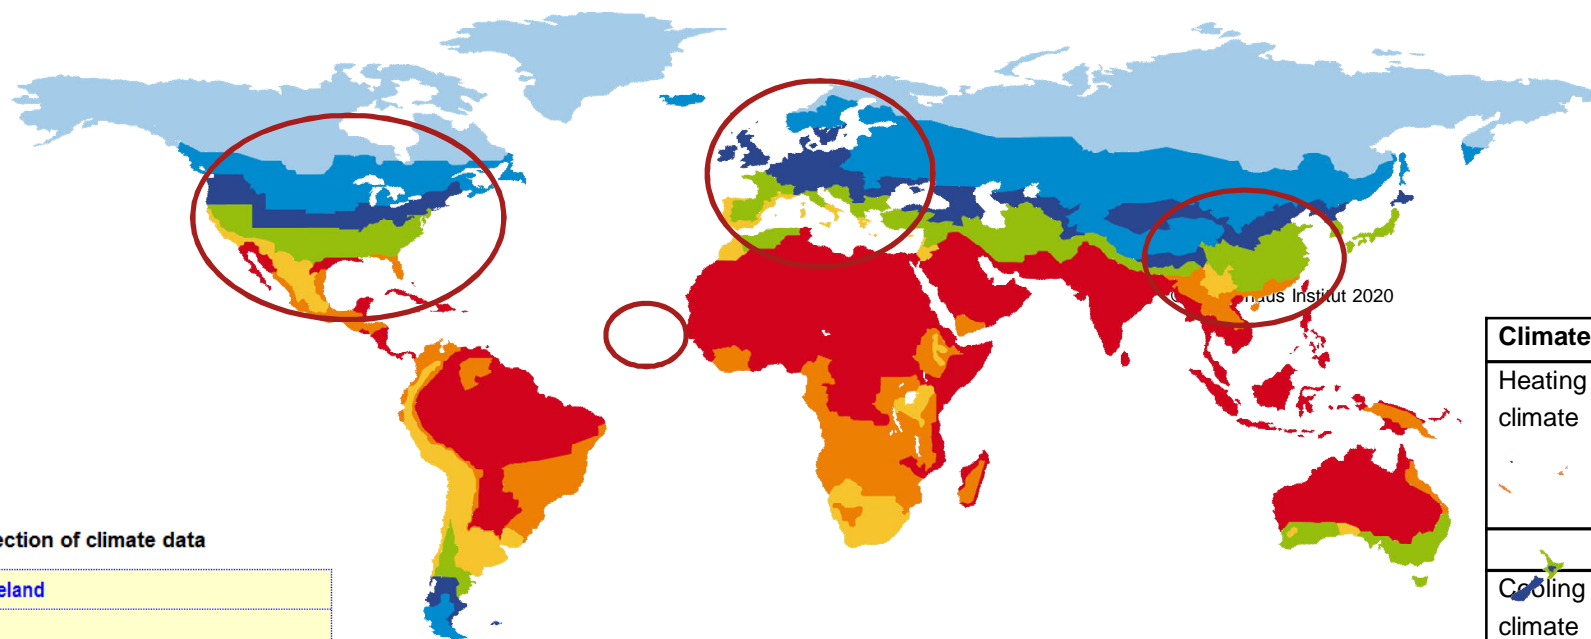 Institut 2020
Climate
Heating
climate
ection of climate data
eland
Cooling
climate